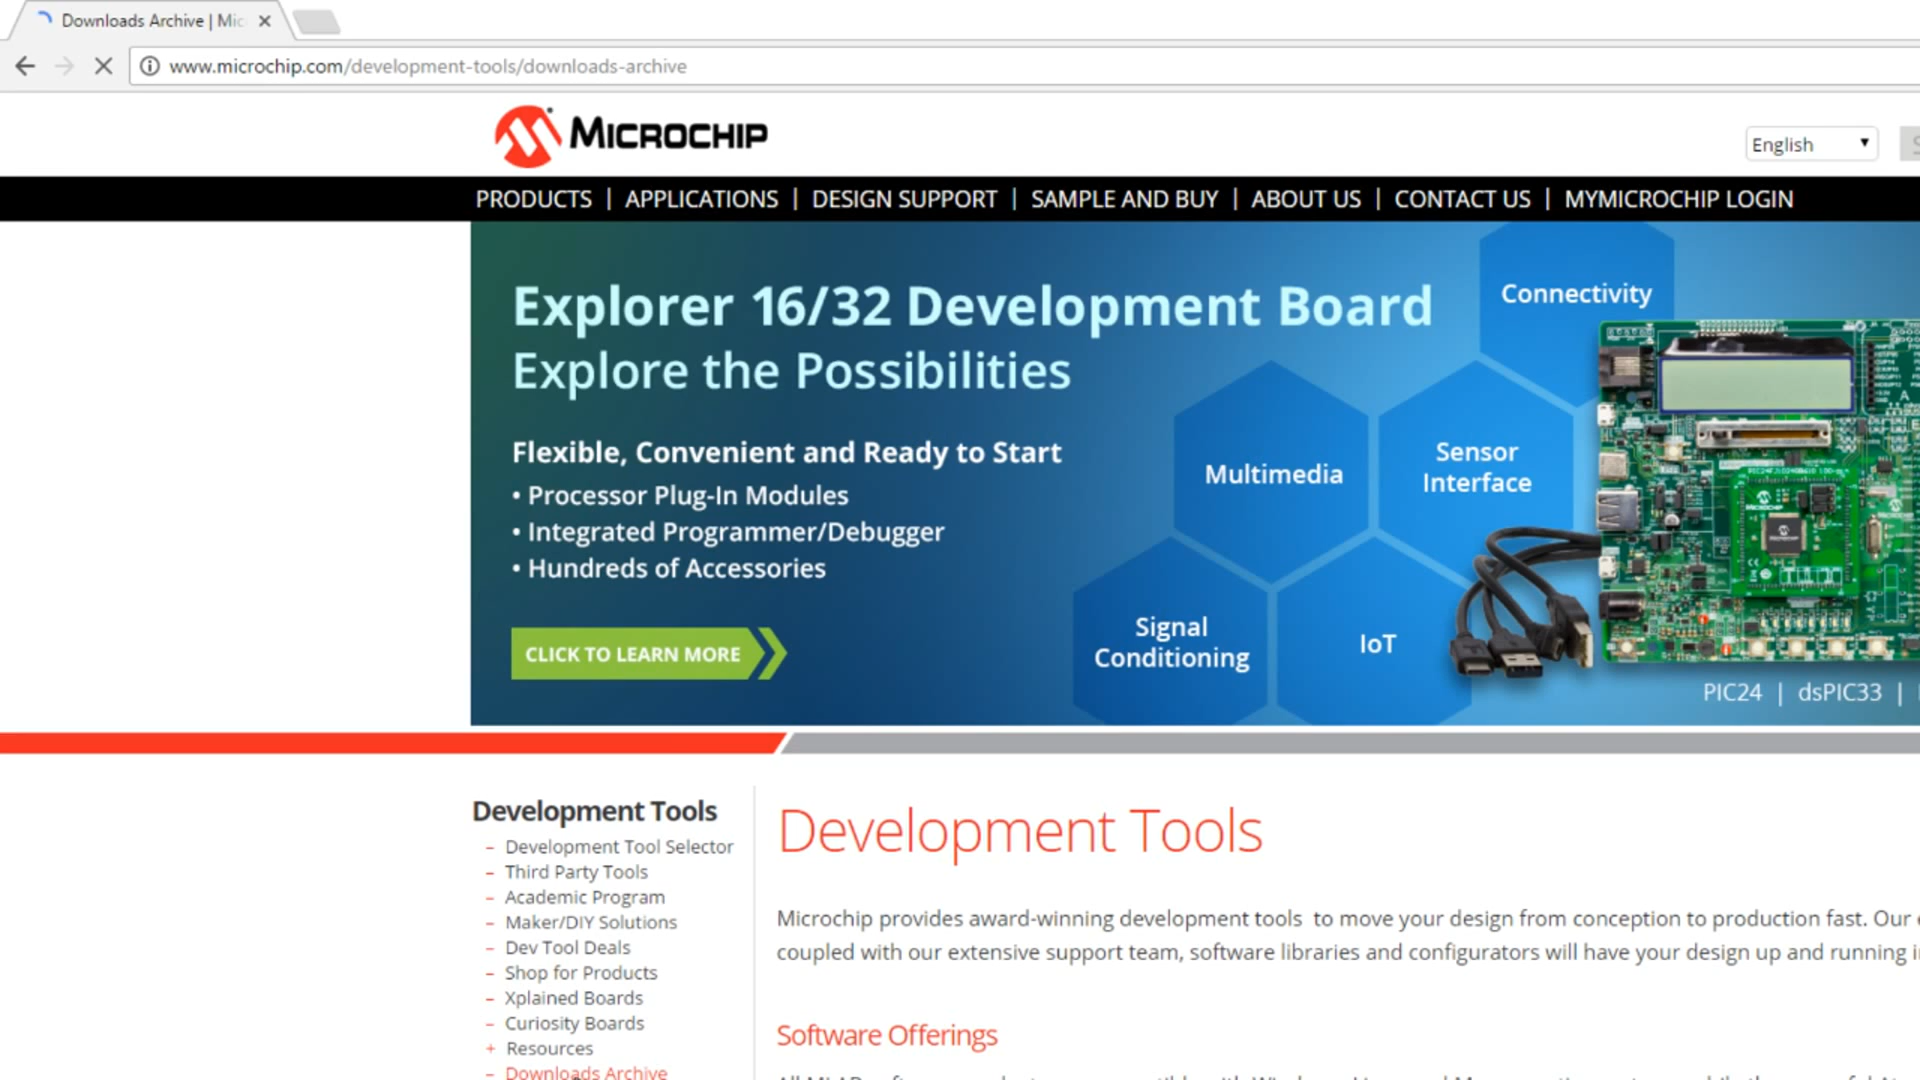 Downloads Archive | Mic
www.microchip.com/development-tools/downloads-archive
MICROCHIP
English
PRODUCTS | APPLICATIONS | DESIGN SUPPORT | SAMPLE AND BUY | ABOUT US | CONTACT US | MYMICROCHIP LOGIN
Explorer 16/32 Development Board
Explore the Possibilities
Flexible, Convenient and Ready to Start
• Processor Plug-In Modules
• Integrated Programmer/Debugger
• Hundreds of Accessories
CLICK TO LEARN MORE
Connectivity
Multimedia
Sensor
Interface
Signal
Conditioning
IoT
PIC24 | dsPIC33 |
Development Tools
– Development Tool Selector
– Third Party Tools
– Academic Program
– Maker/DIY Solutions
– Dev Tool Deals
– Shop for Products
– Xplained Boards
– Curiosity Boards
+ Resources
– Downloads Archive
Development Tools
Microchip provides award-winning development tools to move your design from conception to production fast. Our
coupled with our extensive support team, software libraries and configurators will have your design up and running
Software Offerings